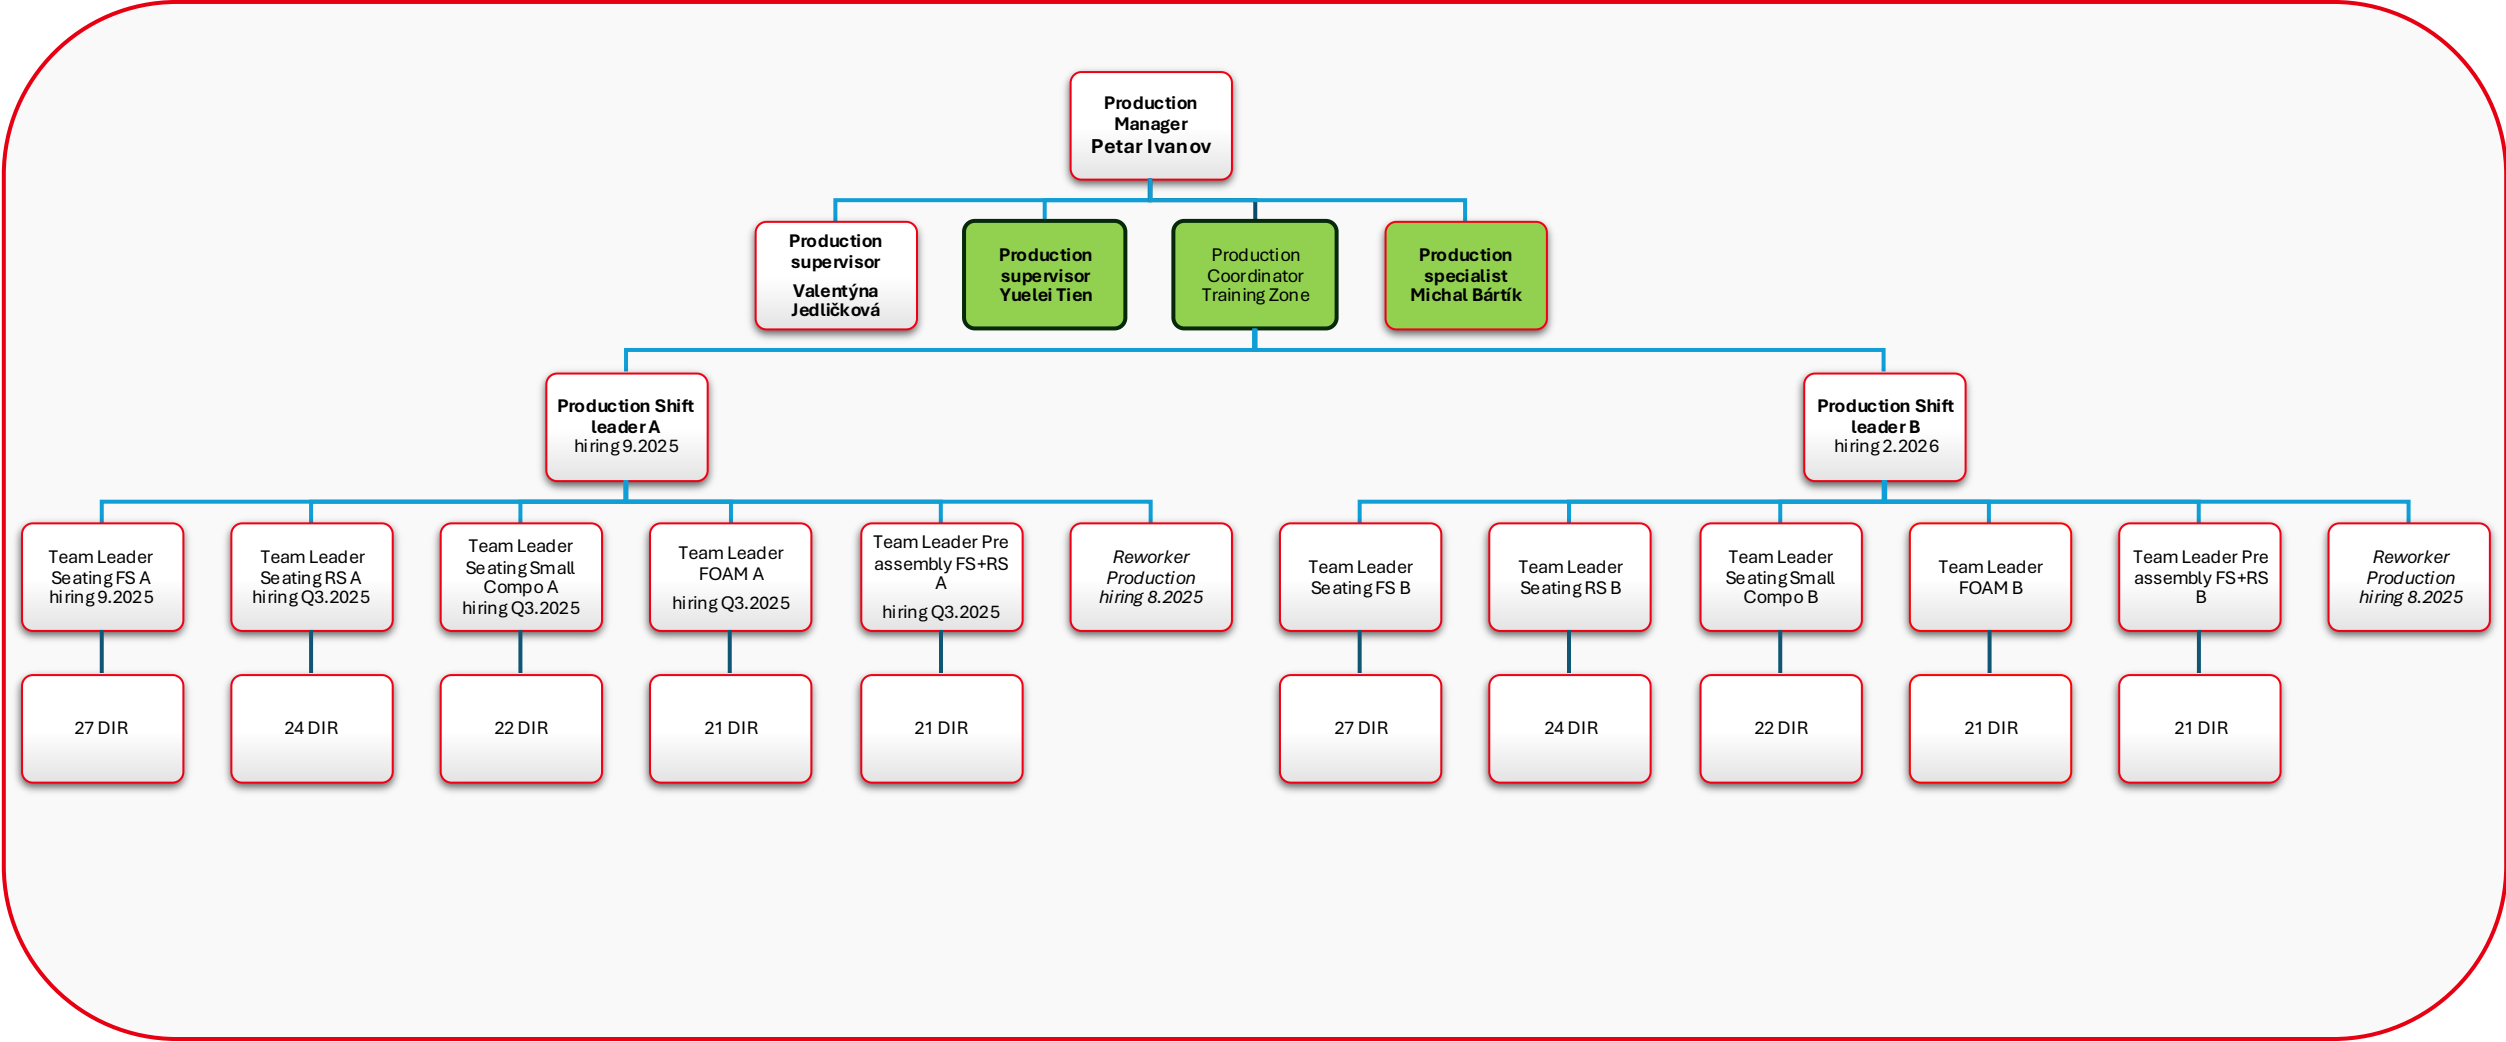 Production
Manager
Petar Ivanov
Production
supervisor
Valentýna
Jedličková
Production
supervisor
Yuelei Tien
Production
Coordinator
Training Zone
Production
specialist
Michal Bártík
Production Shift
leader A
hiring 9.2025
Production Shift
leader B
hiring 2.2026
Team Leader
Seating FS A
hiring 9.2025
Team Leader
Seating RS A
hiring Q3.2025
Team Leader
Seating Small
Compo A
hiring Q3.2025
Team Leader
FOAM A
hiring Q3.2025
Team Leader Pre
assembly FS+RS
A
hiring Q3.2025
Reworker
Production
hiring 8.2025
Team Leader
Seating FS B
Team Leader
Seating RS B
Team Leader
Seating Small
Compo B
Team Leader
FOAM B
Team Leader Pre
assembly FS+RS
B
Reworker
Production
hiring 8.2025
27 DIR
24 DIR
22 DIR
21 DIR
21 DIR
27 DIR
24 DIR
22 DIR
21 DIR
21 DIR